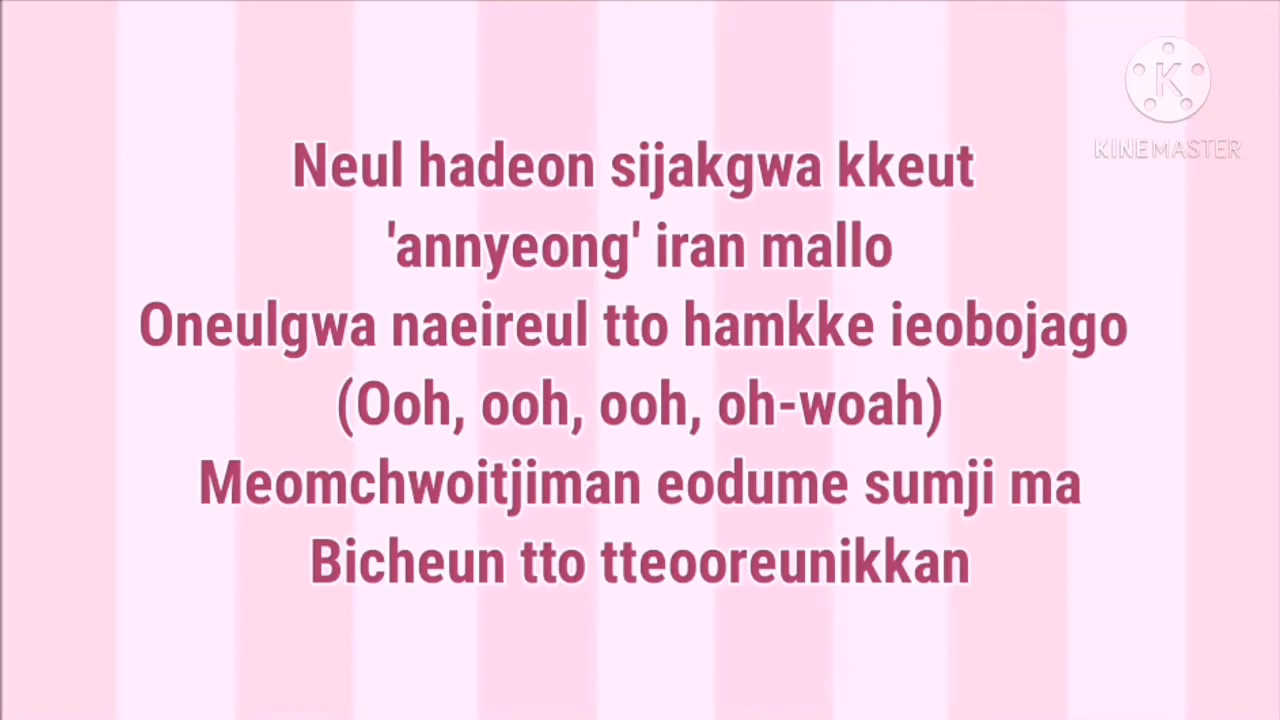 Neul hadeon sijakgwa kkeut
'annyeong' iran mallo
Oneulgwa naeireul tto hamkke ieobojago
(Ooh, ooh, ooh, oh-woah)
Meomchwoitjiman eodume sumji ma
Bicheun tto tteooreunikkan
K
KINEMASTER